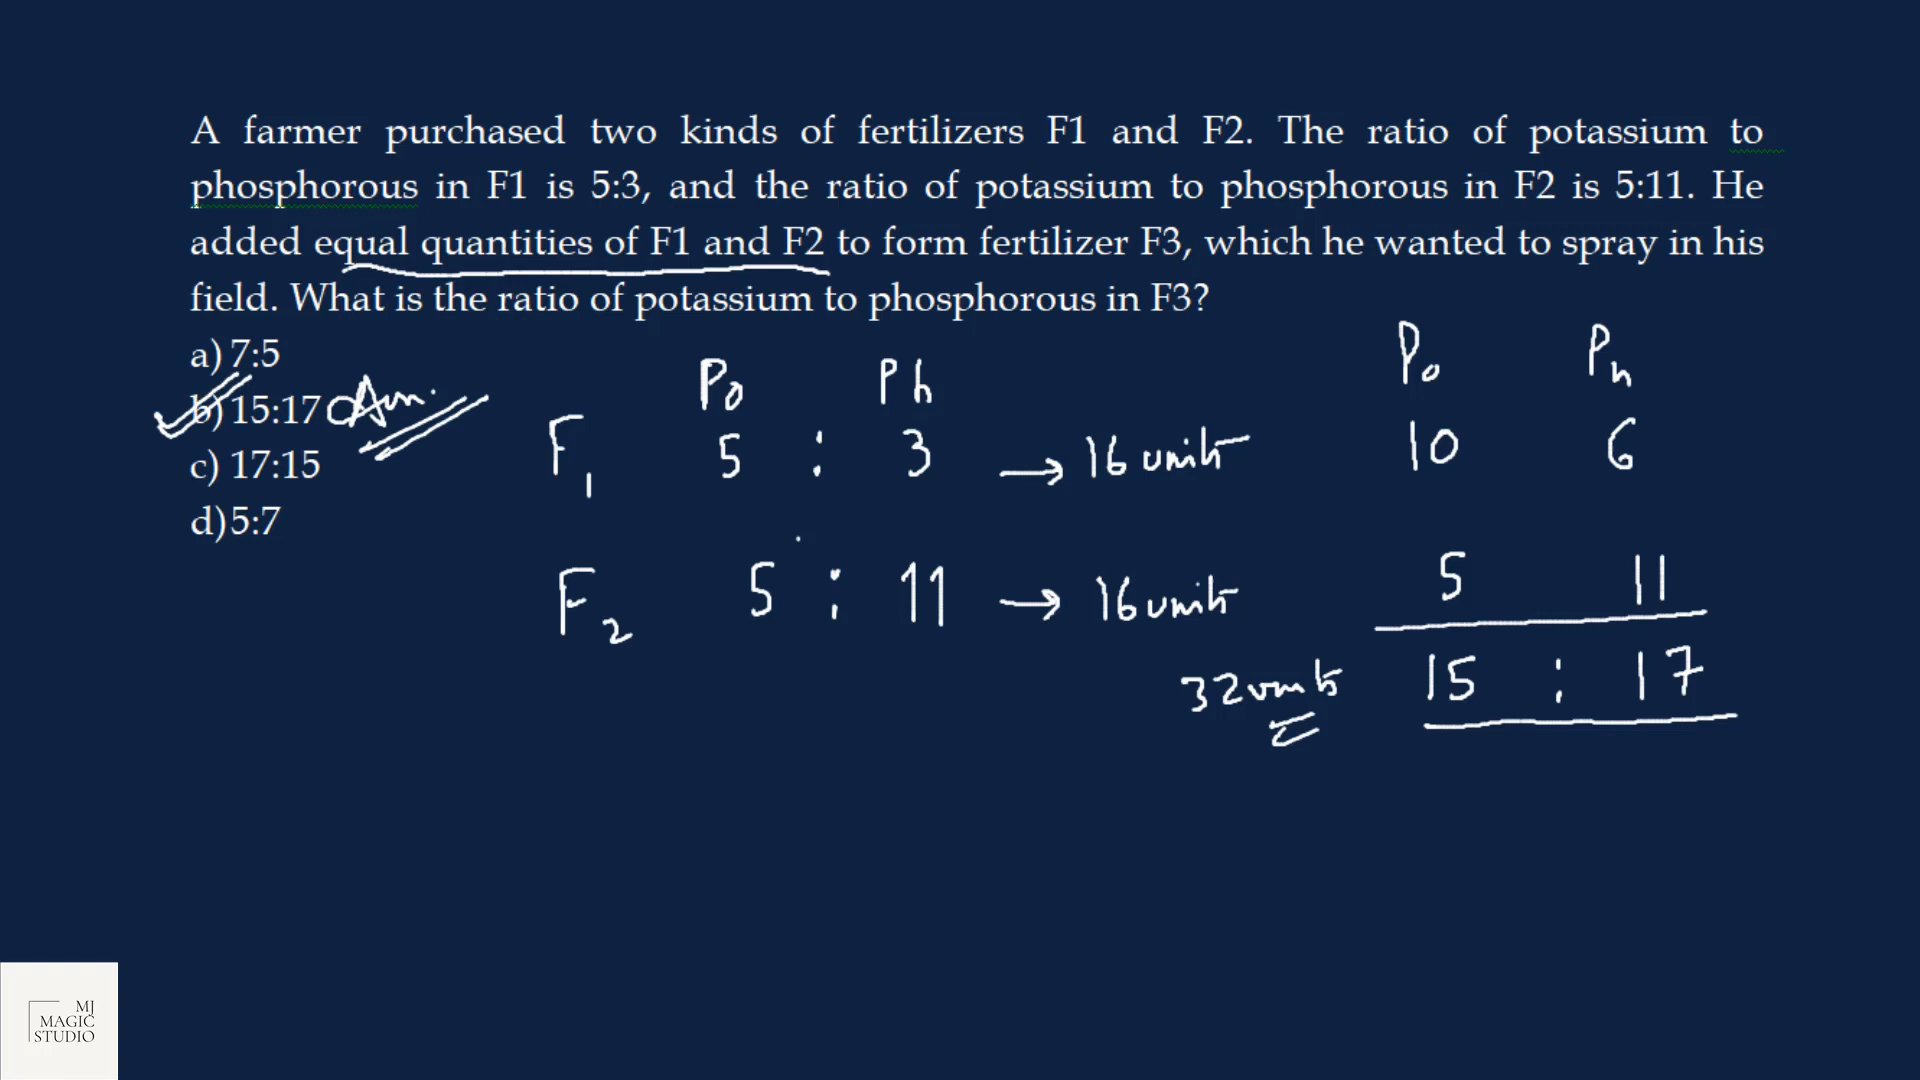 A farmer purchased two kinds of fertilizers F1 and F2. The ratio of potassium to
phosphorous in F1 is 5:3, and the ratio of potassium to phosphorous in F2 is 5:11. He
added equal quantities of F1 and F2 to form fertilizer F3, which he wanted to spray in his
field. What is the ratio of potassium to phosphorous in F3?
a) 7:5
b) 15:17 Ans.
c) 17:15
d) 5:7
Po Ph Po Ph
F1 5 : 3 → 16 units 10 6
F2 5 : 11 → 16 units 5 11
32 units 15 : 17
MJ
MAGIC
STUDIO